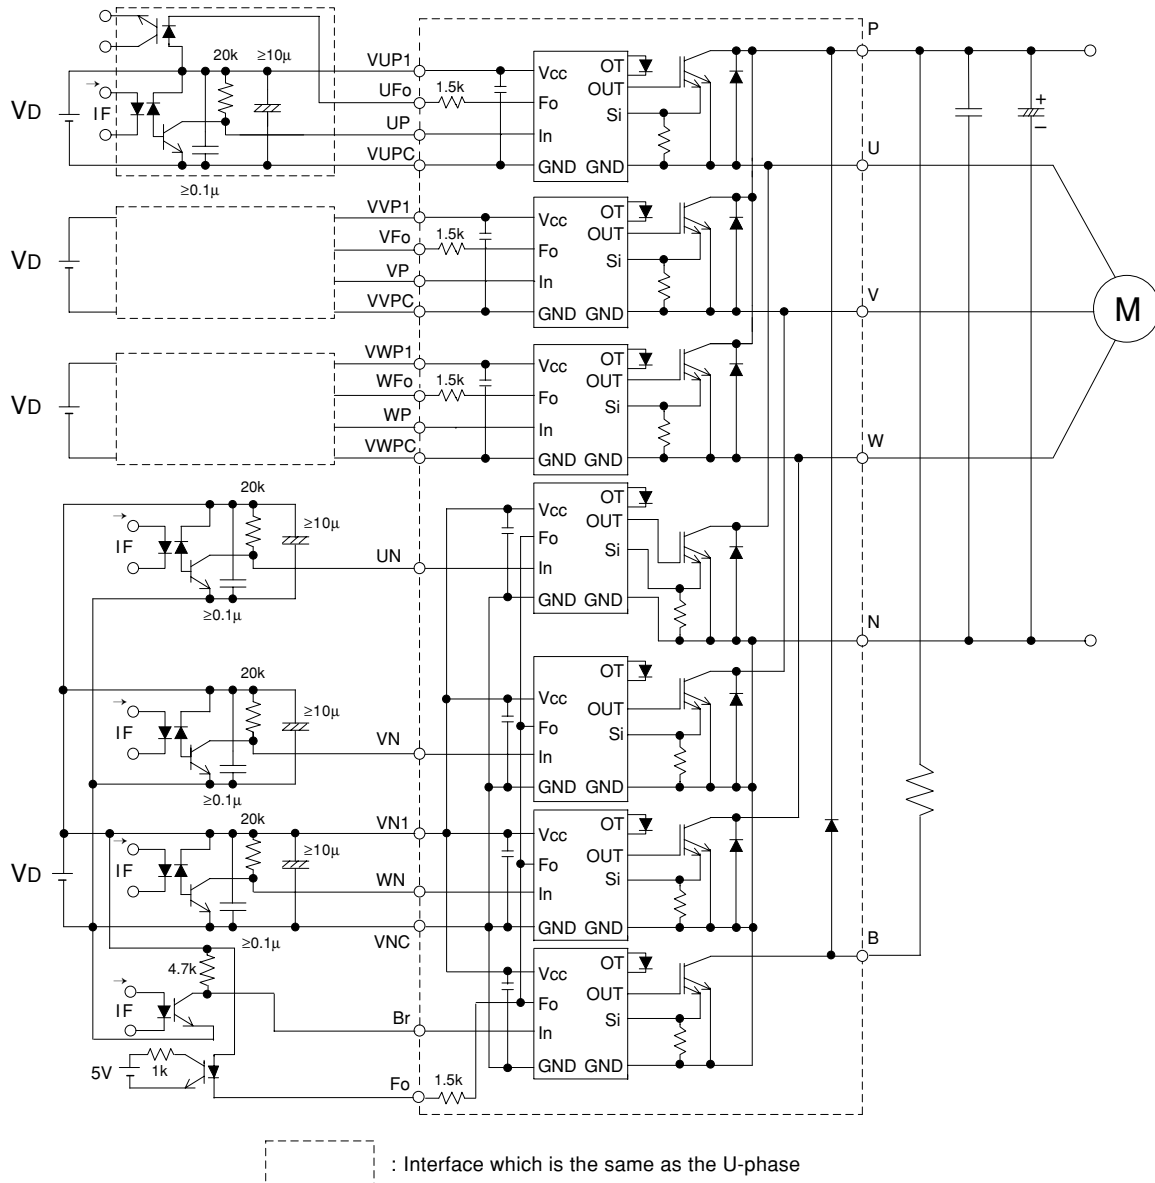 P
20k
≥10μ
VUP1
Vcc
OT
VD
IF
UFo
1.5k
Fo
OUT
UP
Si
+
–
In
VUPC
GND GND
U
≥0.1μ
VVP1
Vcc
OT
VD
VFo
1.5k
Fo
OUT
VP
Si
In
VVPC
GND GND
V
M
VWP1
Vcc
OT
VD
WFo
1.5k
Fo
OUT
WP
Si
In
VWPC
GND GND
W
20k
≥10μ
IF
Vcc
OT
OUT
Fo
Si
UN
In
≥0.1μ
GND GND
N
20k
≥10μ
IF
Vcc
OT
OUT
Fo
Si
VN
In
≥0.1μ
GND GND
20k
VN1
Vcc
OT
≥10μ
VD
IF
OUT
Fo
Si
WN
In
VNC
≥0.1μ
GND GND
B
4.7k
Vcc
OT
IF
OUT
Fo
Si
Br
In
5V
1k
GND GND
Fo
1.5k
: Interface which is the same as the U-phase